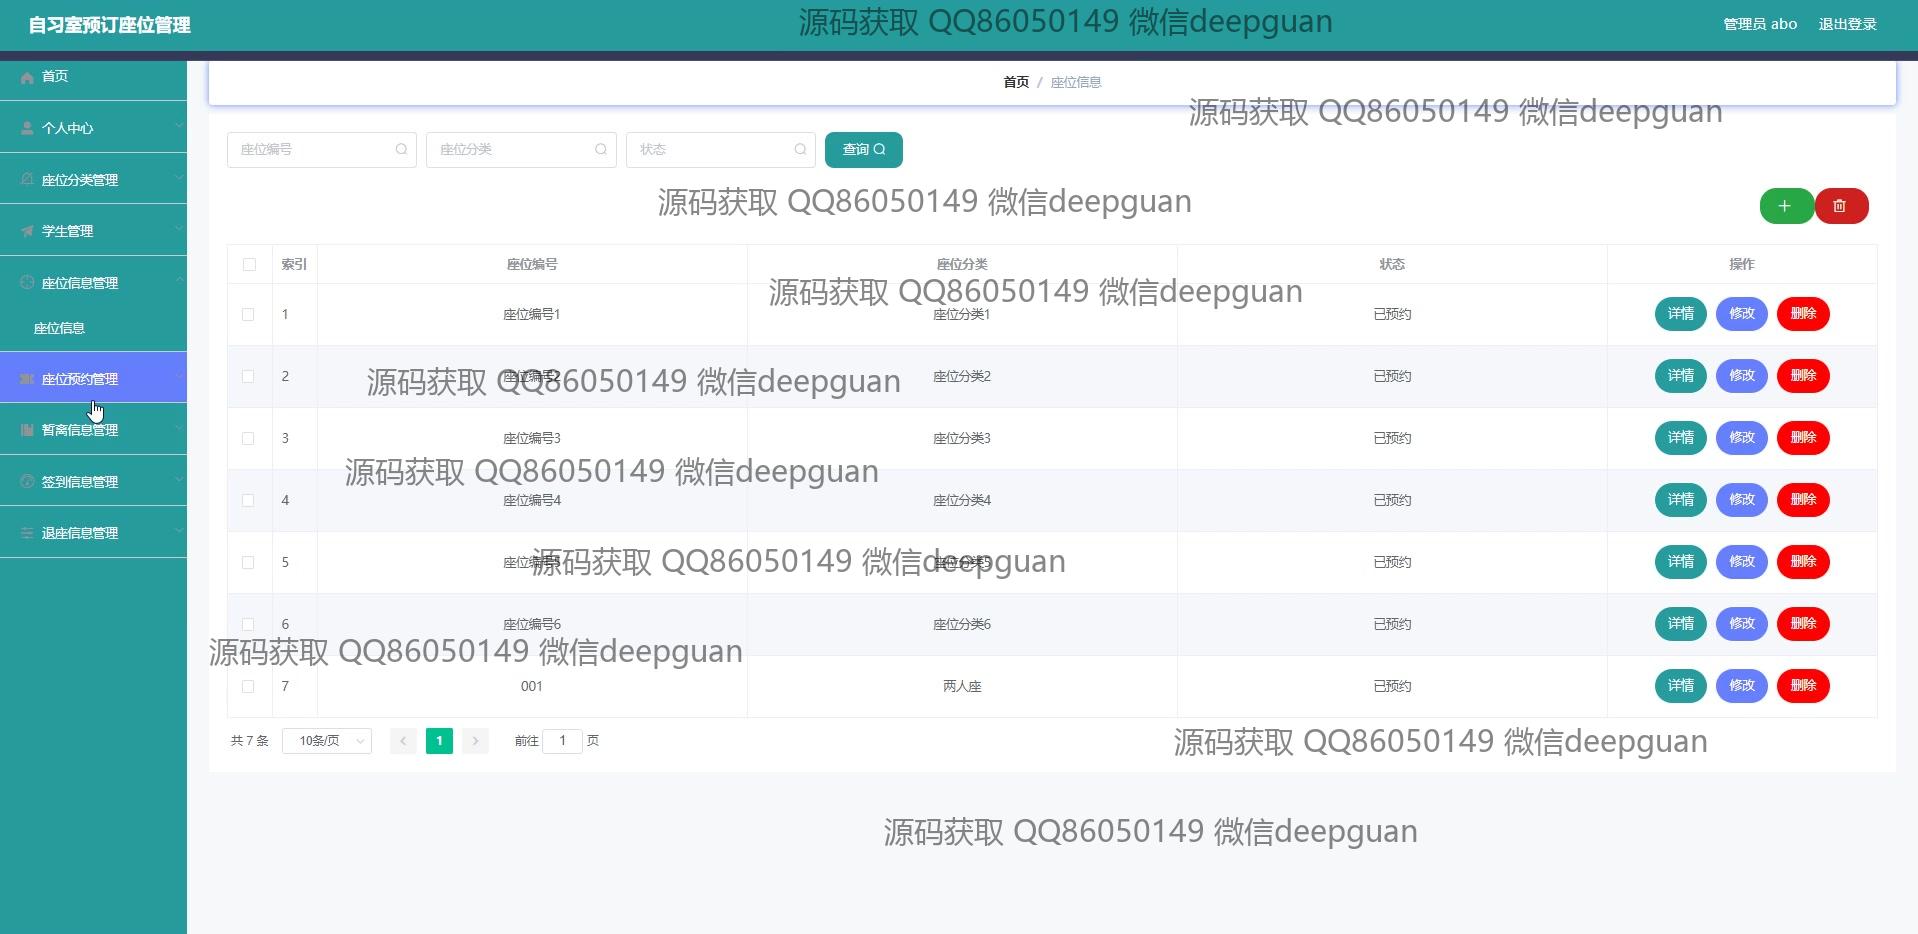 自习室预订座位管理
源码获取 QQ86050149 微信deepguan
管理员 abo 退出登录
首页
个人中心
座位分类管理
学生管理
座位信息管理
座位信息
座位预约管理
暂离信息管理
签到信息管理
退座信息管理
首页 / 座位信息
源码获取 QQ86050149 微信deepguan
座位编号 座位分类 状态 查询
源码获取 QQ86050149 微信deepguan
索引 座位编号 座位分类 状态 操作
源码获取 QQ86050149 微信deepguan
1 座位编号1 座位分类1 已预约 详情 修改 删除
2 座位编号2 座位分类2 已预约 详情 修改 删除
源码获取 QQ86050149 微信deepguan
3 座位编号3 座位分类3 已预约 详情 修改 删除
源码获取 QQ86050149 微信deepguan
4 座位编号4 座位分类4 已预约 详情 修改 删除
5 座位编号5 座位分类5 已预约 详情 修改 删除
源码获取 QQ86050149 微信deepguan
6 座位编号6 座位分类6 已预约 详情 修改 删除
源码获取 QQ86050149 微信deepguan
7 001 两人座 已预约 详情 修改 删除
共 7 条 10条/页 1 前往 1 页
源码获取 QQ86050149 微信deepguan
源码获取 QQ86050149 微信deepguan